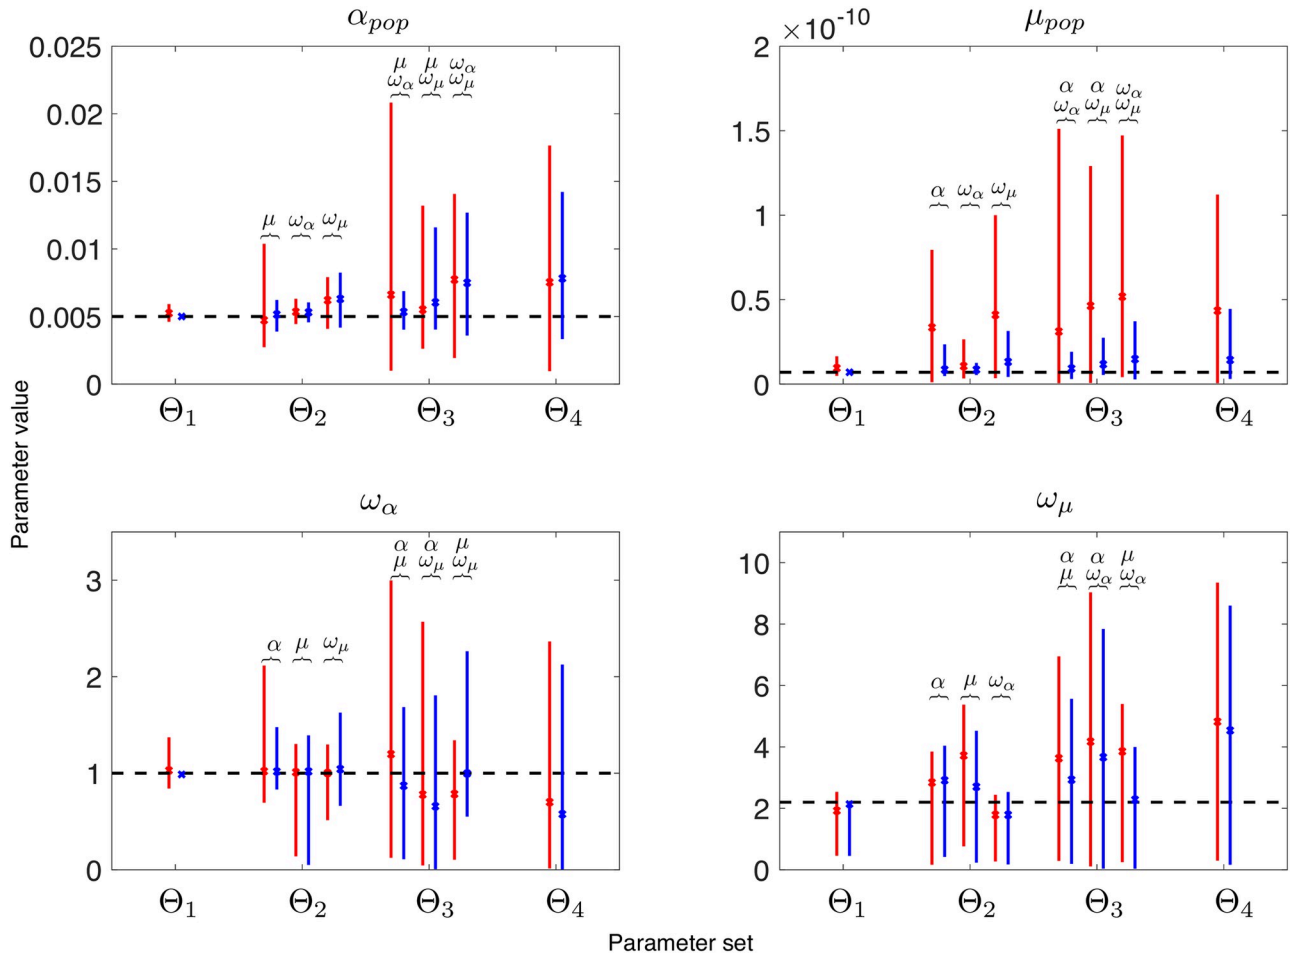 α_pop
0.025
0.02
0.015
0.01
0.005
0
μ ω_α
μ ω_μ
ω_α ω_μ
μ
ω_α
ω_μ
Θ₁ Θ₂ Θ₃ Θ₄
×10⁻¹⁰
μ_pop
2
1.5
1
0.5
0
α ω_α
α ω_μ
ω_α ω_μ
α
ω_α
ω_μ
Θ₁ Θ₂ Θ₃ Θ₄
Parameter value
ω_α
3
2
1
0
α μ
α ω_μ
μ ω_μ
α
μ
ω_μ
Θ₁ Θ₂ Θ₃ Θ₄
ω_μ
10
8
6
4
2
0
α μ
α ω_α
μ ω_α
α
μ
ω_α
Θ₁ Θ₂ Θ₃ Θ₄
Parameter set